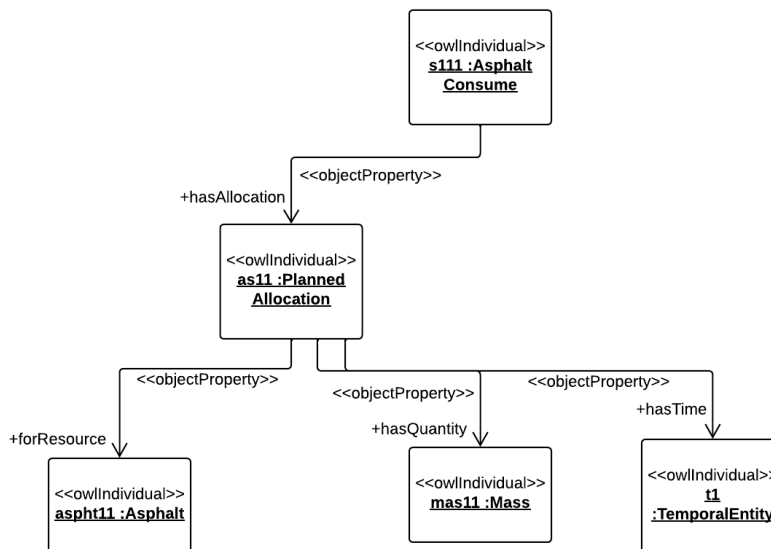 <<owlIndividual>>
s111 :Asphalt
Consume
<<objectProperty>>
+hasAllocation
<<owlIndividual>>
as11 :Planned
Allocation
<<objectProperty>>
<<objectProperty>>
<<objectProperty>>
+forResource
+hasQuantity
+hasTime
<<owlIndividual>>
aspht11 :Asphalt
<<owlIndividual>>
mas11 :Mass
<<owlIndividual>>
t1
:TemporalEntity